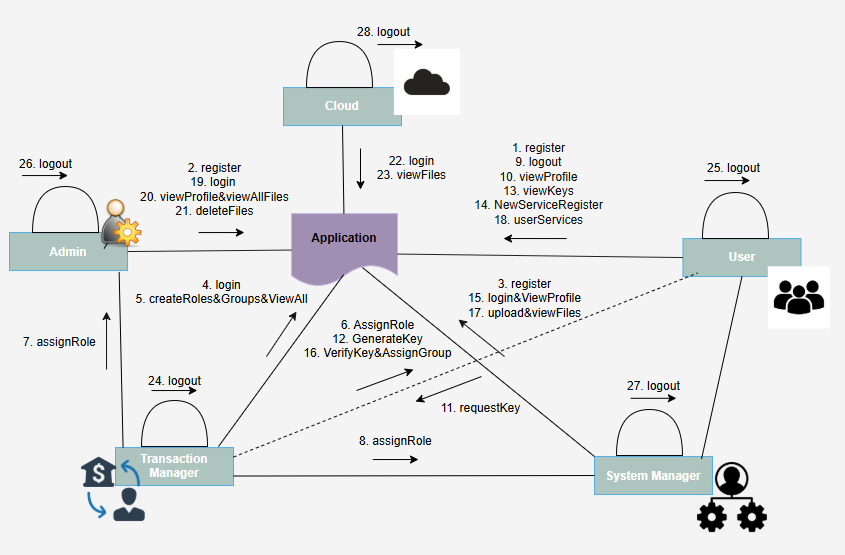 28. logout
Cloud
26. logout
2. register
19. login
20. viewProfile&viewAllFiles
21. deleteFiles
22. login
23. viewFiles
1. register
9. logout
10. viewProfile
13. viewKeys
14. NewServiceRegister
18. userServices
25. logout
Admin
Application
User
4. login
5. createRoles&Groups&ViewAll
3. register
15. login&ViewProfile
17. upload&viewFiles
7. assignRole
6. AssignRole
12. GenerateKey
16. VerifyKey&AssignGroup
24. logout
11. requestKey
27. logout
8. assignRole
Transaction
Manager
System Manager